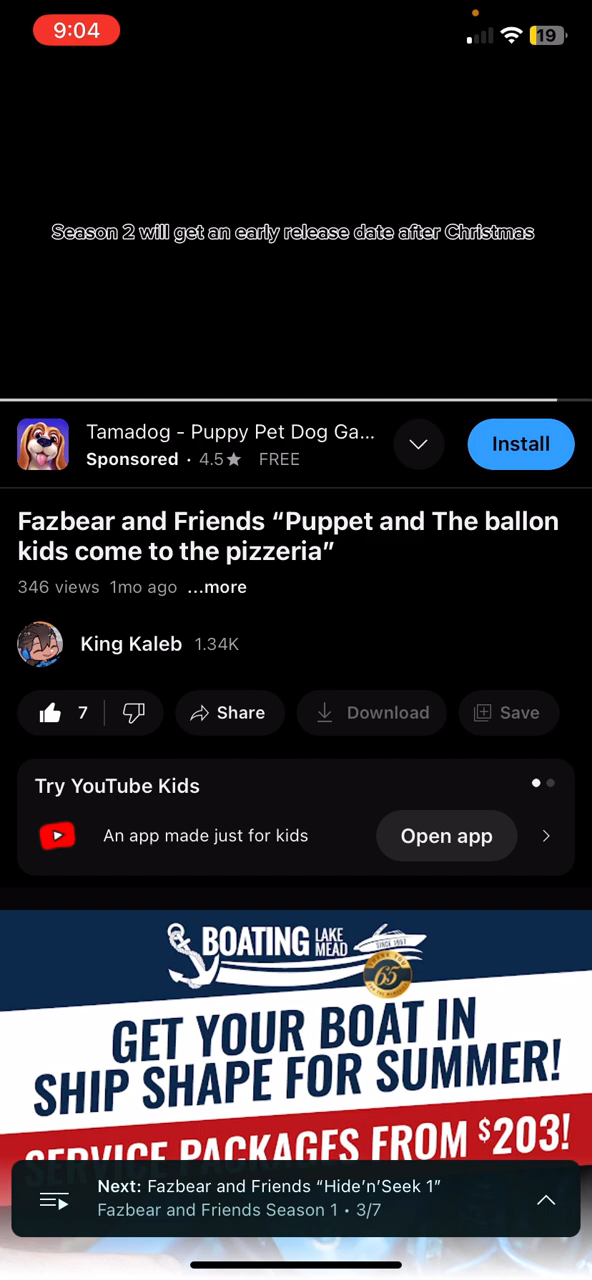 9:04
19
Season 2 will get an early release date after Christmas
Tamadog - Puppy Pet Dog Ga...
Sponsored · 4.5★ FREE
Install
Fazbear and Friends “Puppet and The ballon
kids come to the pizzeria”
346 views 1mo ago ...more
King Kaleb 1.34K
7
Share
Download
Save
Try YouTube Kids
An app made just for kids
Open app
BOATING LAKE
MEAD
SINCE 1957
65
GET YOUR BOAT IN
SHIP SHAPE FOR SUMMER!
SERVICE PACKAGES FROM $203!
Next: Fazbear and Friends “Hide’n’Seek 1”
Fazbear and Friends Season 1 • 3/7